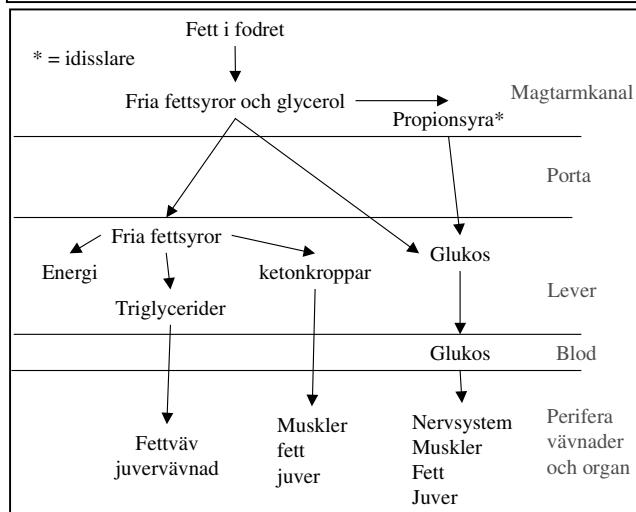 Fett i fodret
* = idisslare
Fria fettsyror och glycerol
Magtarmkanal
Propionsyra*
Porta
Fria fettsyror
Energi
ketonkroppar
Glukos
Lever
Triglycerider
Glukos
Blod
Fettväv
juvervävnad
Muskler
fett
juver
Nervsystem
Muskler
Fett
Juver
Perifera
vävnader
och organ